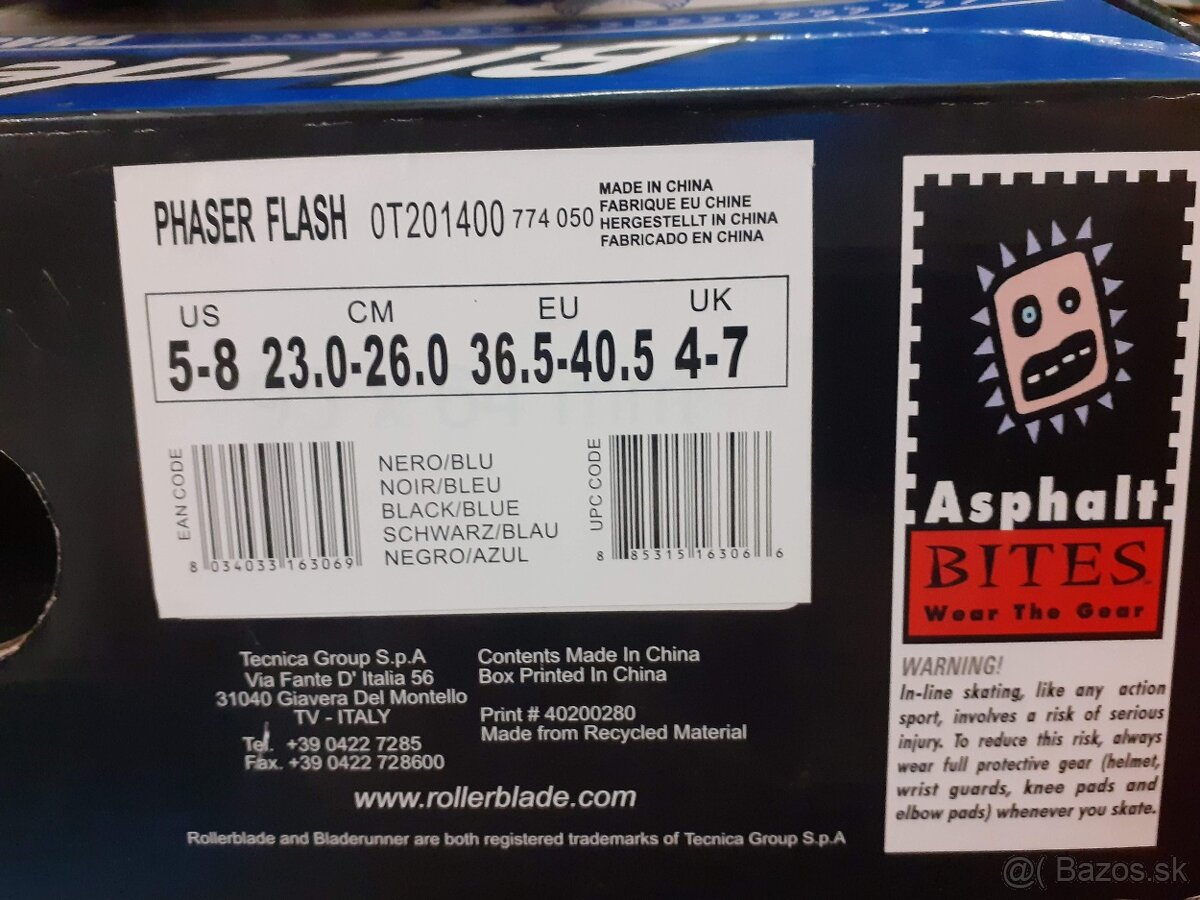 PHASER FLASH 0T201400 774 050
MADE IN CHINA
FABRIQUE EU CHINE
HERGESTELLT IN CHINA
FABRICADO EN CHINA
US CM EU UK
5-8 23.0-26.0 36.5-40.5 4-7
EAN CODE
8 034033 163069
NERO/BLU
NOIR/BLEU
BLACK/BLUE
SCHWARZ/BLAU
NEGRO/AZUL
UPC CODE
8 85315 16306 6
Tecnica Group S.p.A
Via Fante D' Italia 56
31040 Giavera Del Montello
TV - ITALY
Tel. +39 0422 7285
Fax. +39 0422 728600
Contents Made In China
Box Printed In China
Print # 40200280
Made from Recycled Material
www.rollerblade.com
Rollerblade and Bladerunner are both registered trademarks of Tecnica Group S.p.A
Asphalt
BITES
Wear The Gear
WARNING!
In-line skating, like any action
sport, involves a risk of serious
injury. To reduce this risk, always
wear full protective gear (helmet,
wrist guards, knee pads and
elbow pads) whenever you skate.
@( Bazos.sk